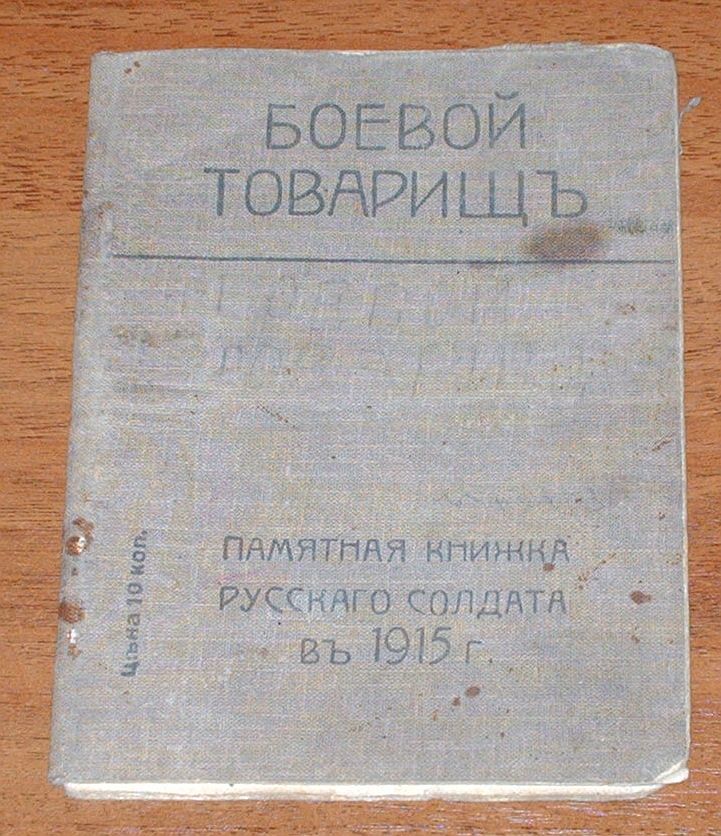 БОЕВОЙ
ТОВАРИЩЪ
ПАМЯТНАЯ КНИЖКА
РУССКАГО СОЛДАТА
ВЪ 1915 Г.
Цѣна 10 коп.